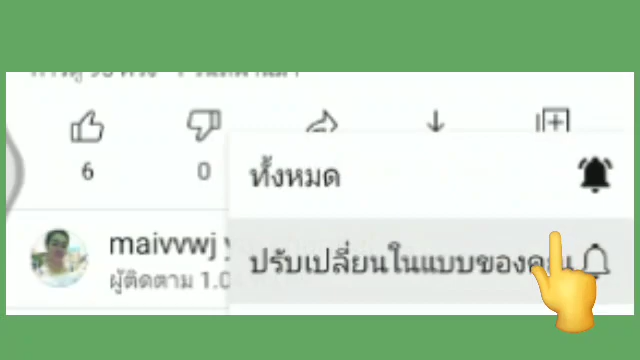 6
0
ทั้งหมด
maivvwj
ปรับเปลี่ยนในแบบของคุณ
ผู้ติดตาม 1.0